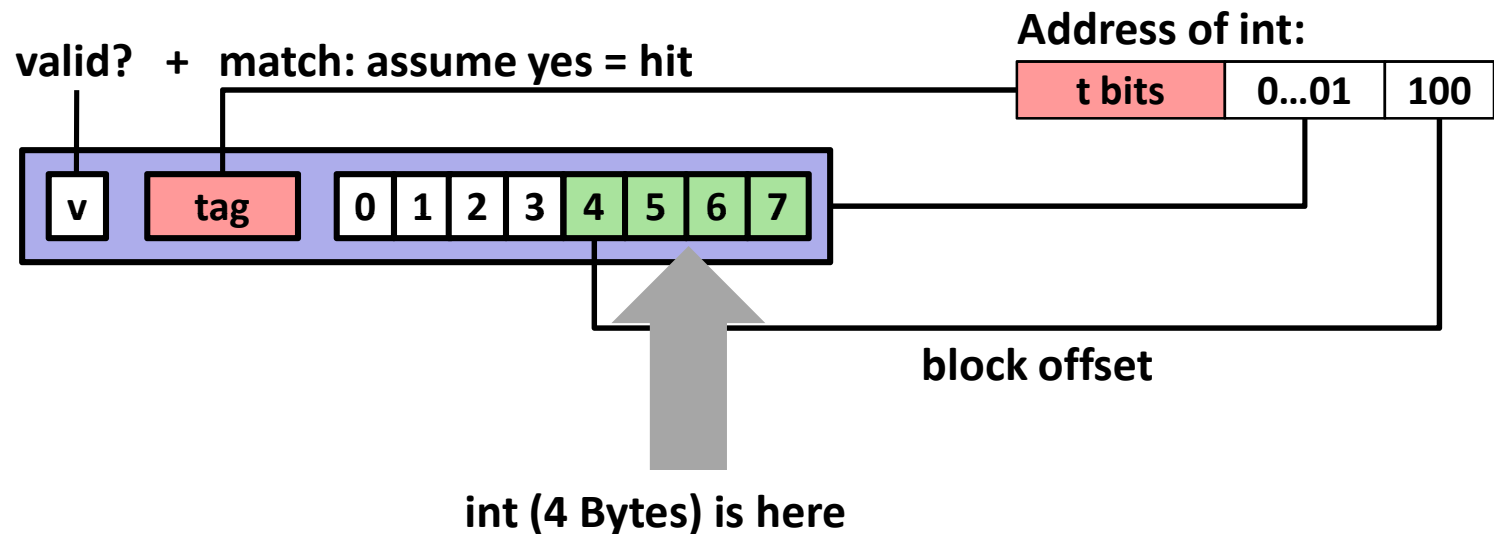 Address of int:
valid? + match: assume yes = hit
t bits 0...01 100
v tag 0 1 2 3 4 5 6 7
block offset
int (4 Bytes) is here